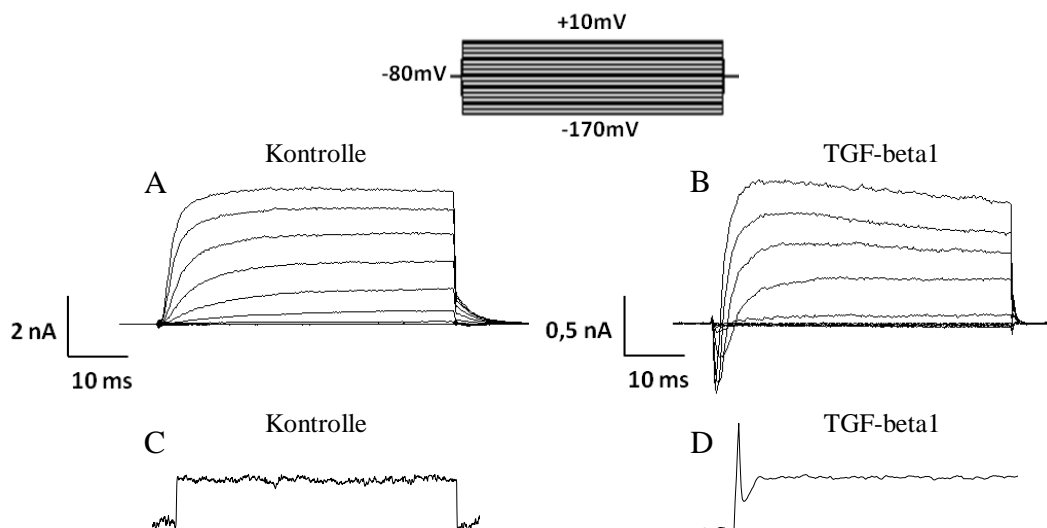 +10mV
-80mV
-170mV
Kontrolle
TGF-beta1
A
B
2 nA
10 ms
0,5 nA
10 ms
Kontrolle
TGF-beta1
C
D